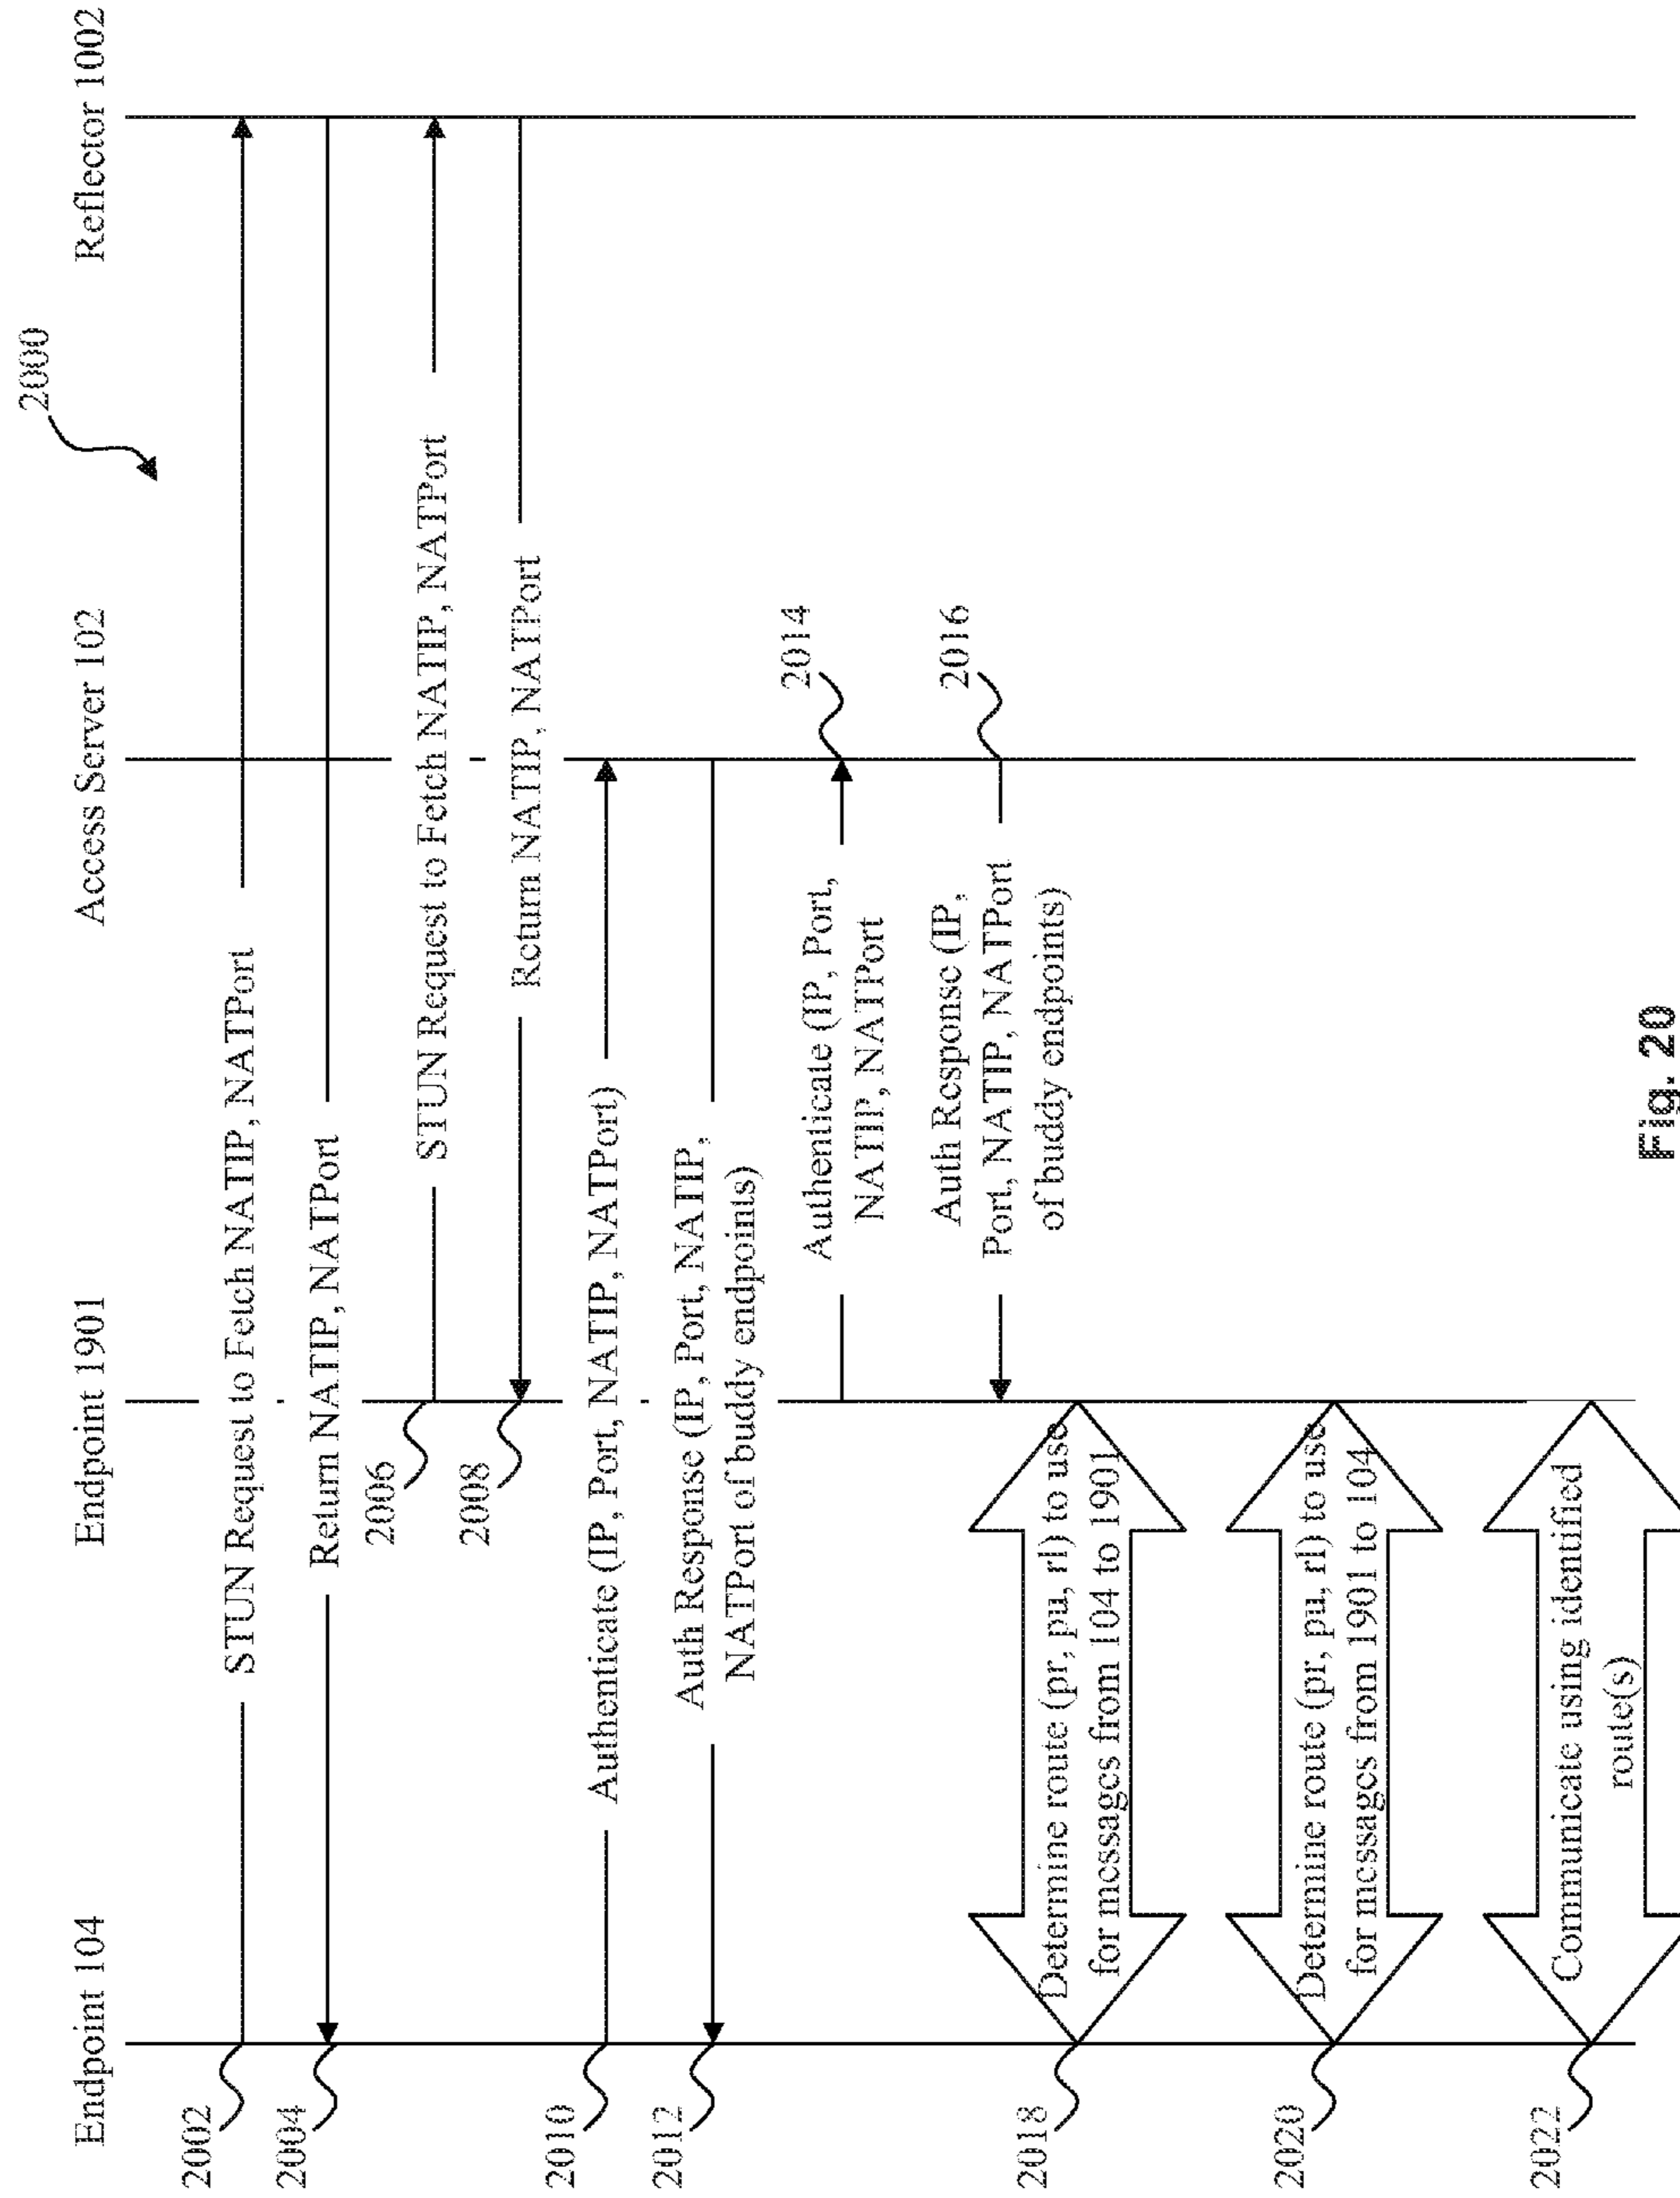 2000
Endpoint 104
Endpoint 1901
Access Server 102
Reflector 1002
2002
STUN Request to Fetch NATIP, NATPort
2004
Return NATIP, NATPort
2006
STUN Request to Fetch NATIP, NATPort
2008
Return NATIP, NATPort
2010
Authenticate (IP, Port, NATIP, NATPort)
2012
Auth Response (IP, Port, NATIP,
NATPort of buddy endpoints)
2014
Authenticate (IP, Port,
NATIP, NATPort
2016
Auth Response (IP,
Port, NATIP, NATPort
of buddy endpoints)
2018
Determine route (pr, pu, rl) to use
for messages from 104 to 1901
2020
Determine route (pr, pu, rl) to use
for messages from 1901 to 104
2022
Communicate using identified
route(s)
Fig. 20